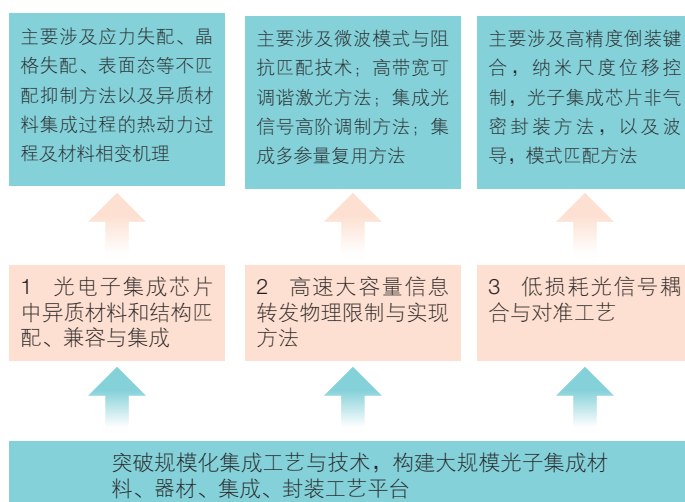 主要涉及应力失配、晶
格失配、表面态等不匹
配抑制方法以及异质材
料集成过程的热动力过
程及材料相变机理
主要涉及微波模式与阻
抗匹配技术；高带宽可
调谐激光方法；集成光
信号高阶调制方法；集
成多参量复用方法
主要涉及高精度倒装键
合，纳米尺度位移控
制，光子集成芯片非气
密封装方法，以及波
导，模式匹配方法
1 光电子集成芯片
中异质材料和结构匹
配、兼容与集成
2 高速大容量信息
转发物理限制与实现
方法
3 低损耗光信号耦
合与对准工艺
突破规模化集成工艺与技术，构建大规模光子集成材
料、器材、集成、封装工艺平台